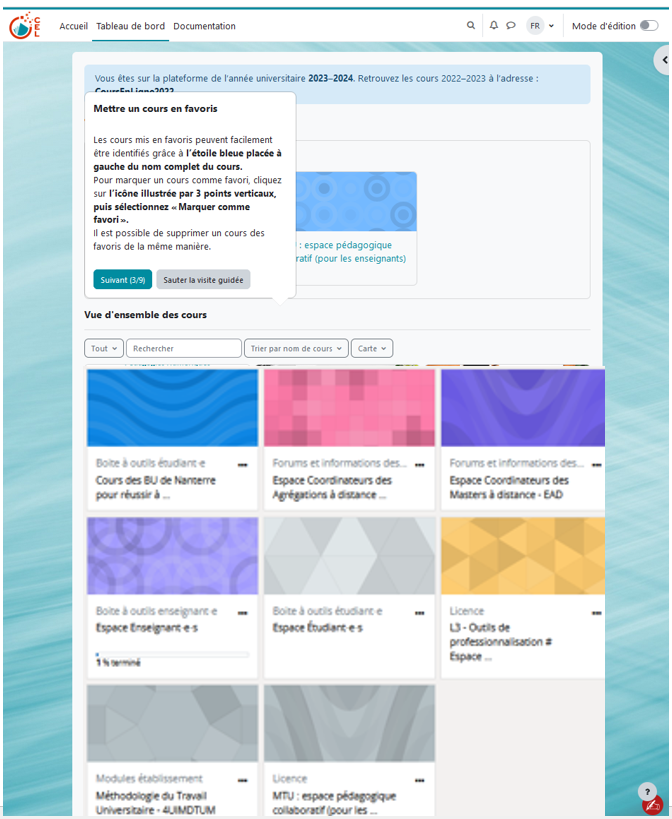 CEL
Accueil Tableau de bord Documentation
FR
Mode d'édition
Vous êtes sur la plateforme de l'année universitaire 2023–2024. Retrouvez les cours 2022–2023 à l'adresse :
CoursEnLigne2022
Mettre un cours en favoris
Les cours mis en favoris peuvent facilement
être identifiés grâce à l'étoile bleue placée à
gauche du nom complet du cours.
Pour marquer un cours comme favori, cliquez
sur l'icône illustrée par 3 points verticaux,
puis sélectionnez « Marquer comme
favori ».
Il est possible de supprimer un cours des
favoris de la même manière.
Suivant (3/9) Sauter la visite guidée
: espace pédagogique
ratif (pour les enseignants)
Vue d'ensemble des cours
Tout Rechercher Trier par nom de cours Carte
Boite à outils étudiant·e
Cours des BU de Nanterre
pour réussir à ...
Forums et informations des...
Espace Coordinateurs des
Agrégations à distance ...
Forums et informations des...
Espace Coordinateurs des
Masters à distance - EAD
Boite à outils enseignant·e
Espace Enseignant·e·s
1 % terminé
Boite à outils étudiant·e
Espace Étudiant·e·s
Licence
L3 - Outils de
professionnalisation #
Espace ...
Modules établissement
Méthodologie du Travail
Universitaire - 4UIMDTUM
Licence
MTU : espace pédagogique
collaboratif (pour les ...
?